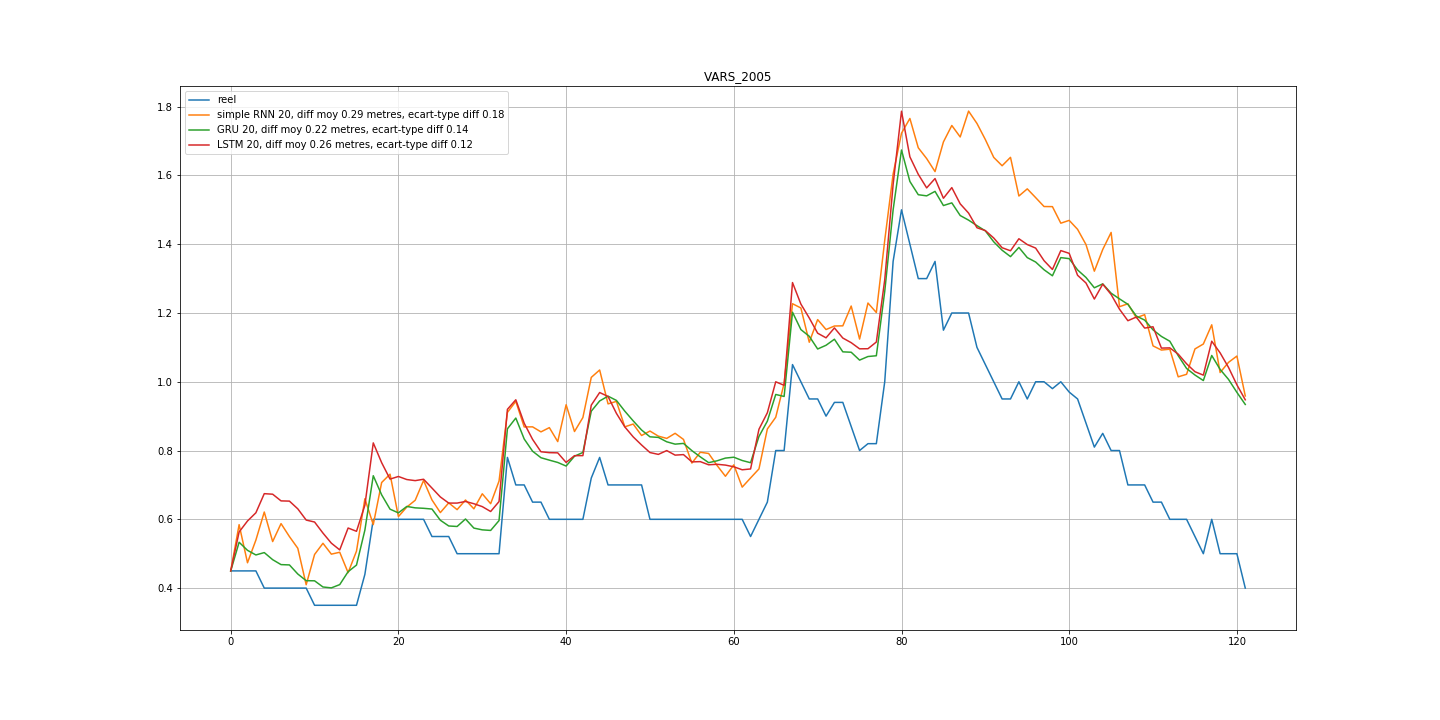 VARS_2005
reel
simple RNN 20, diff moy 0.29 metres, ecart-type diff 0.18
GRU 20, diff moy 0.22 metres, ecart-type diff 0.14
LSTM 20, diff moy 0.26 metres, ecart-type diff 0.12
1.8
1.6
1.4
1.2
1.0
0.8
0.6
0.4
0 20 40 60 80 100 120